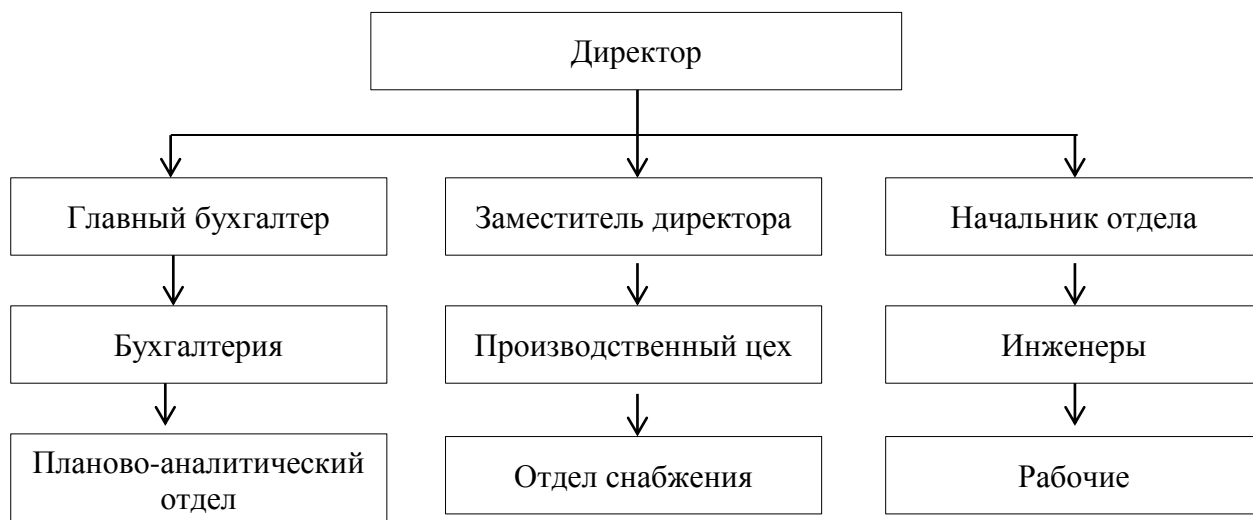 Директор
Главный бухгалтер
Заместитель директора
Начальник отдела
Бухгалтерия
Производственный цех
Инженеры
Планово-аналитический
отдел
Отдел снабжения
Рабочие